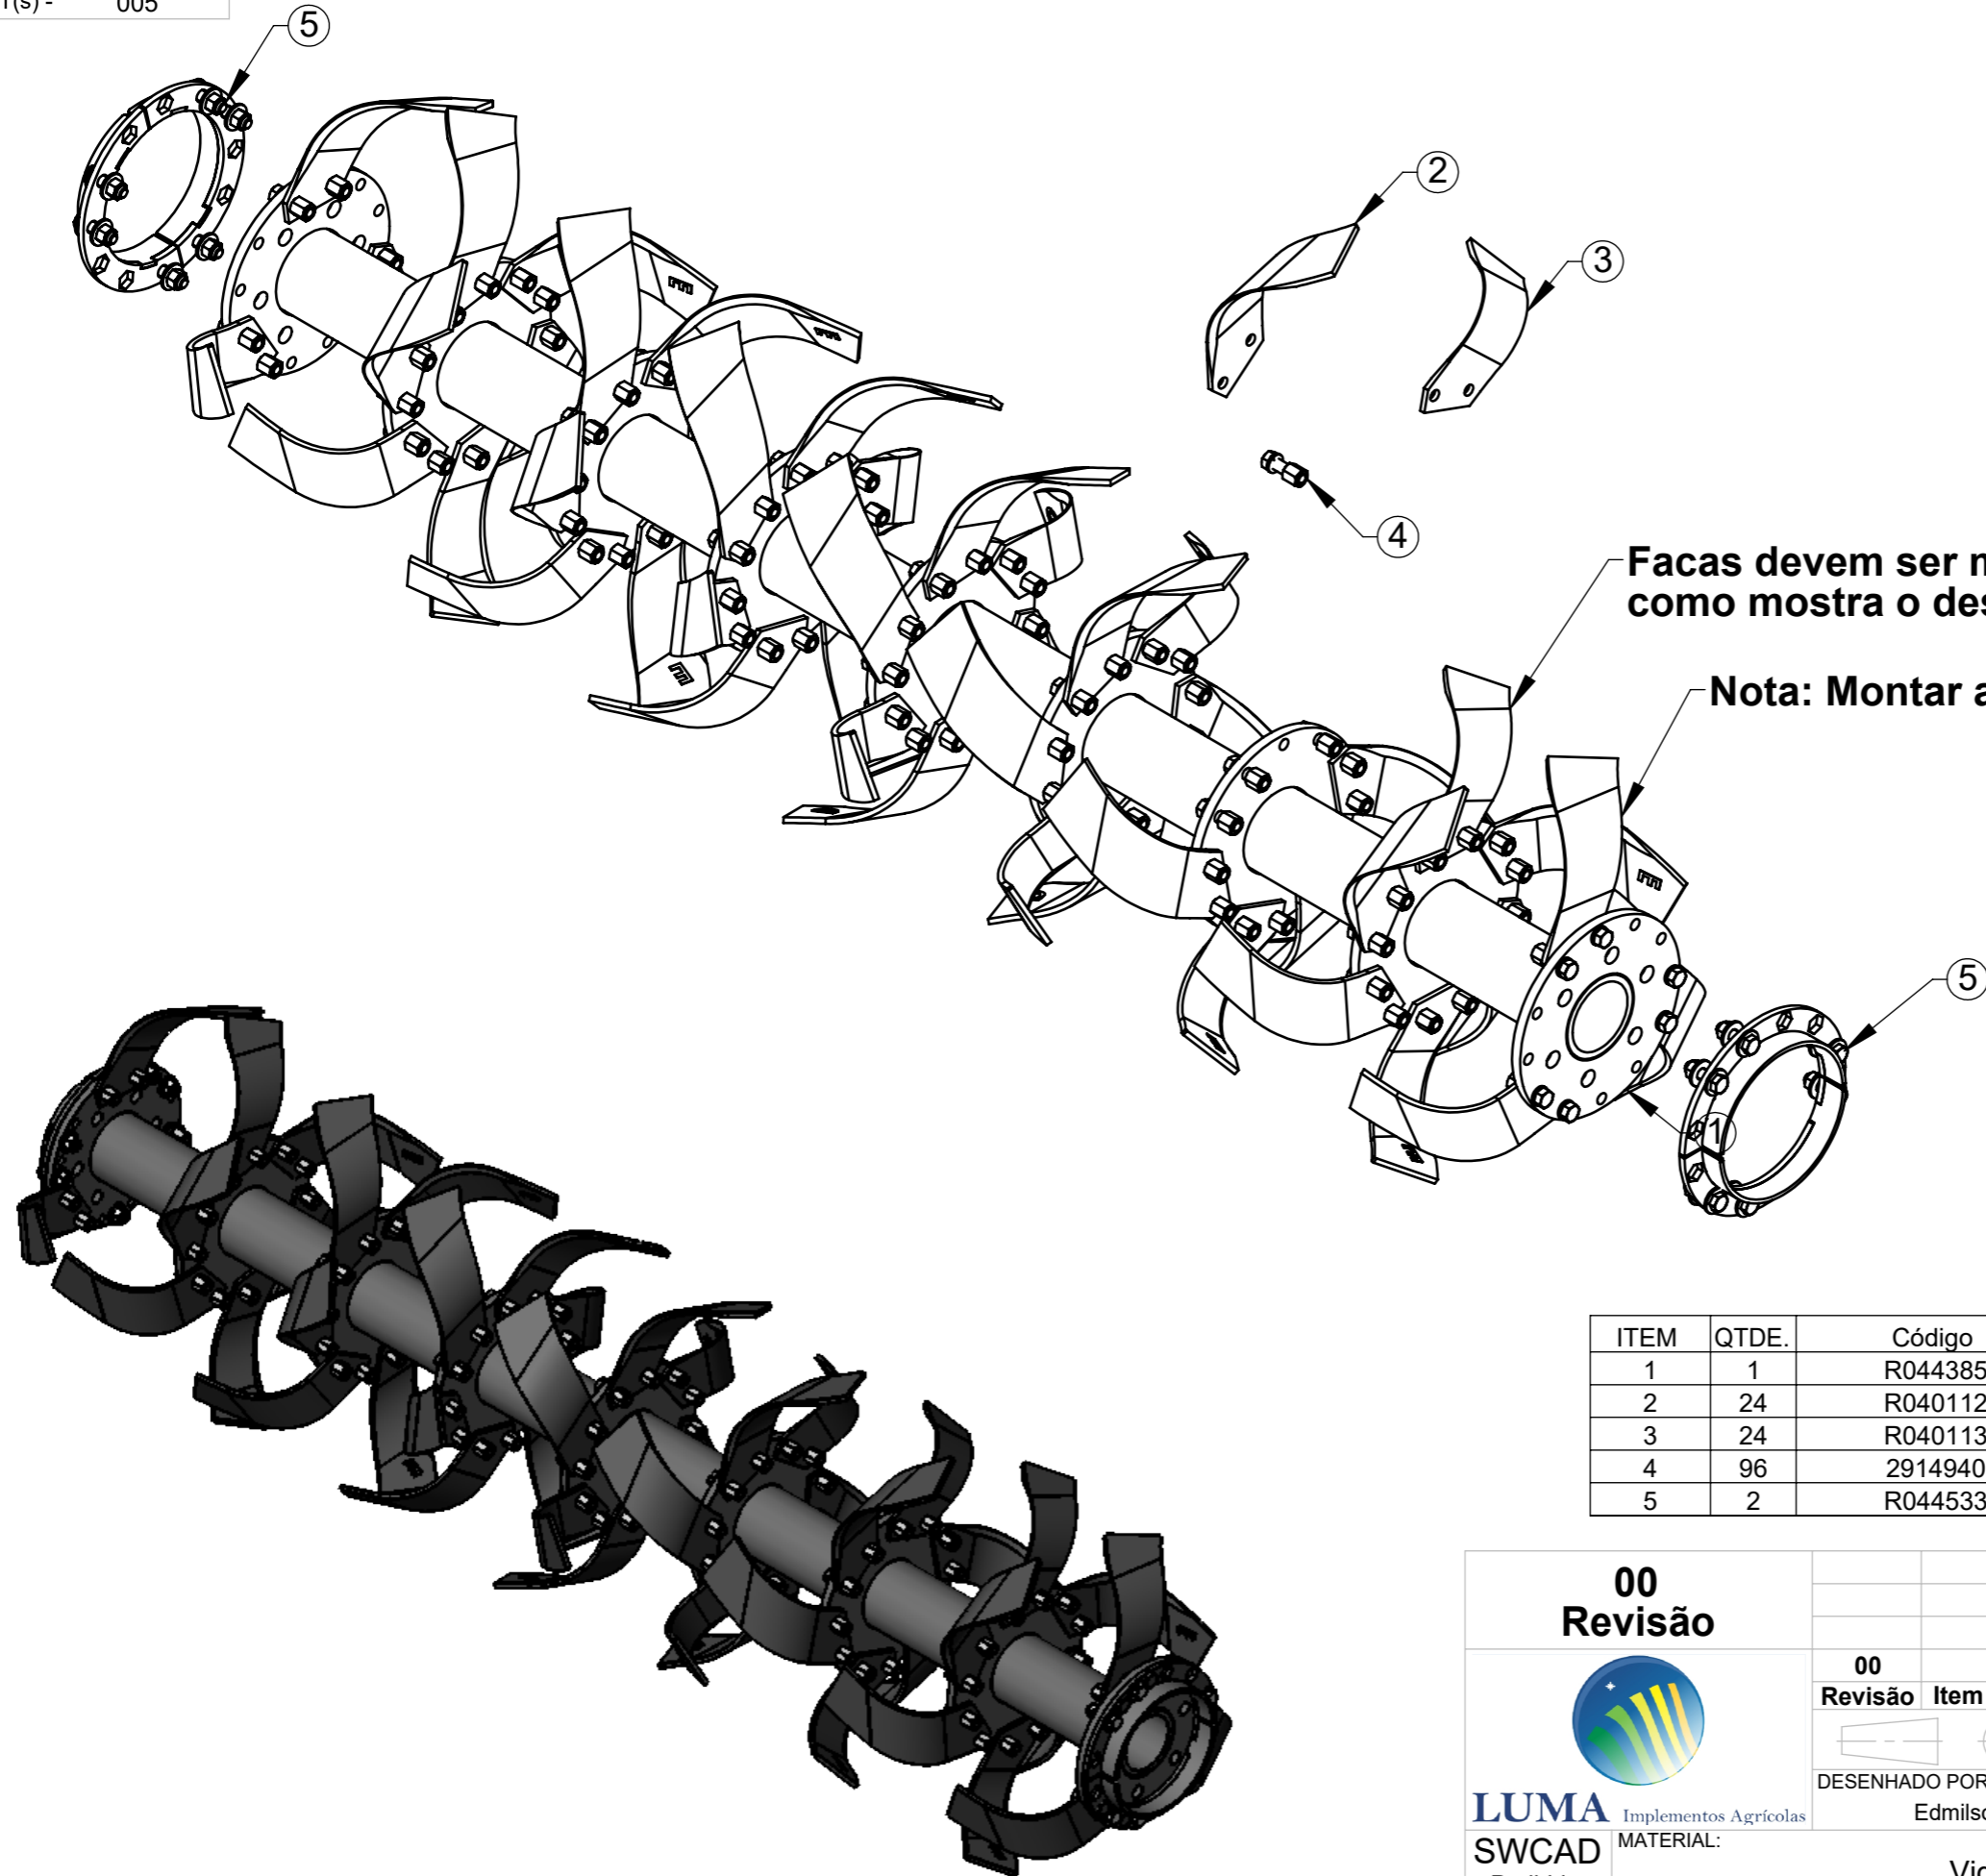 005
5
2
3
4
Facas devem ser
como mostra o
Nota: Montar
5
1
ITEM QTDE. Código
1 1 R044385
2 24 R040112
3 24 R040113
4 96 2914940
5 2 R044533
00
Revisão
00
Revisão Item
LUMA Implementos Agrícolas
DESENHADO POR
SWCAD
MATERIAL: